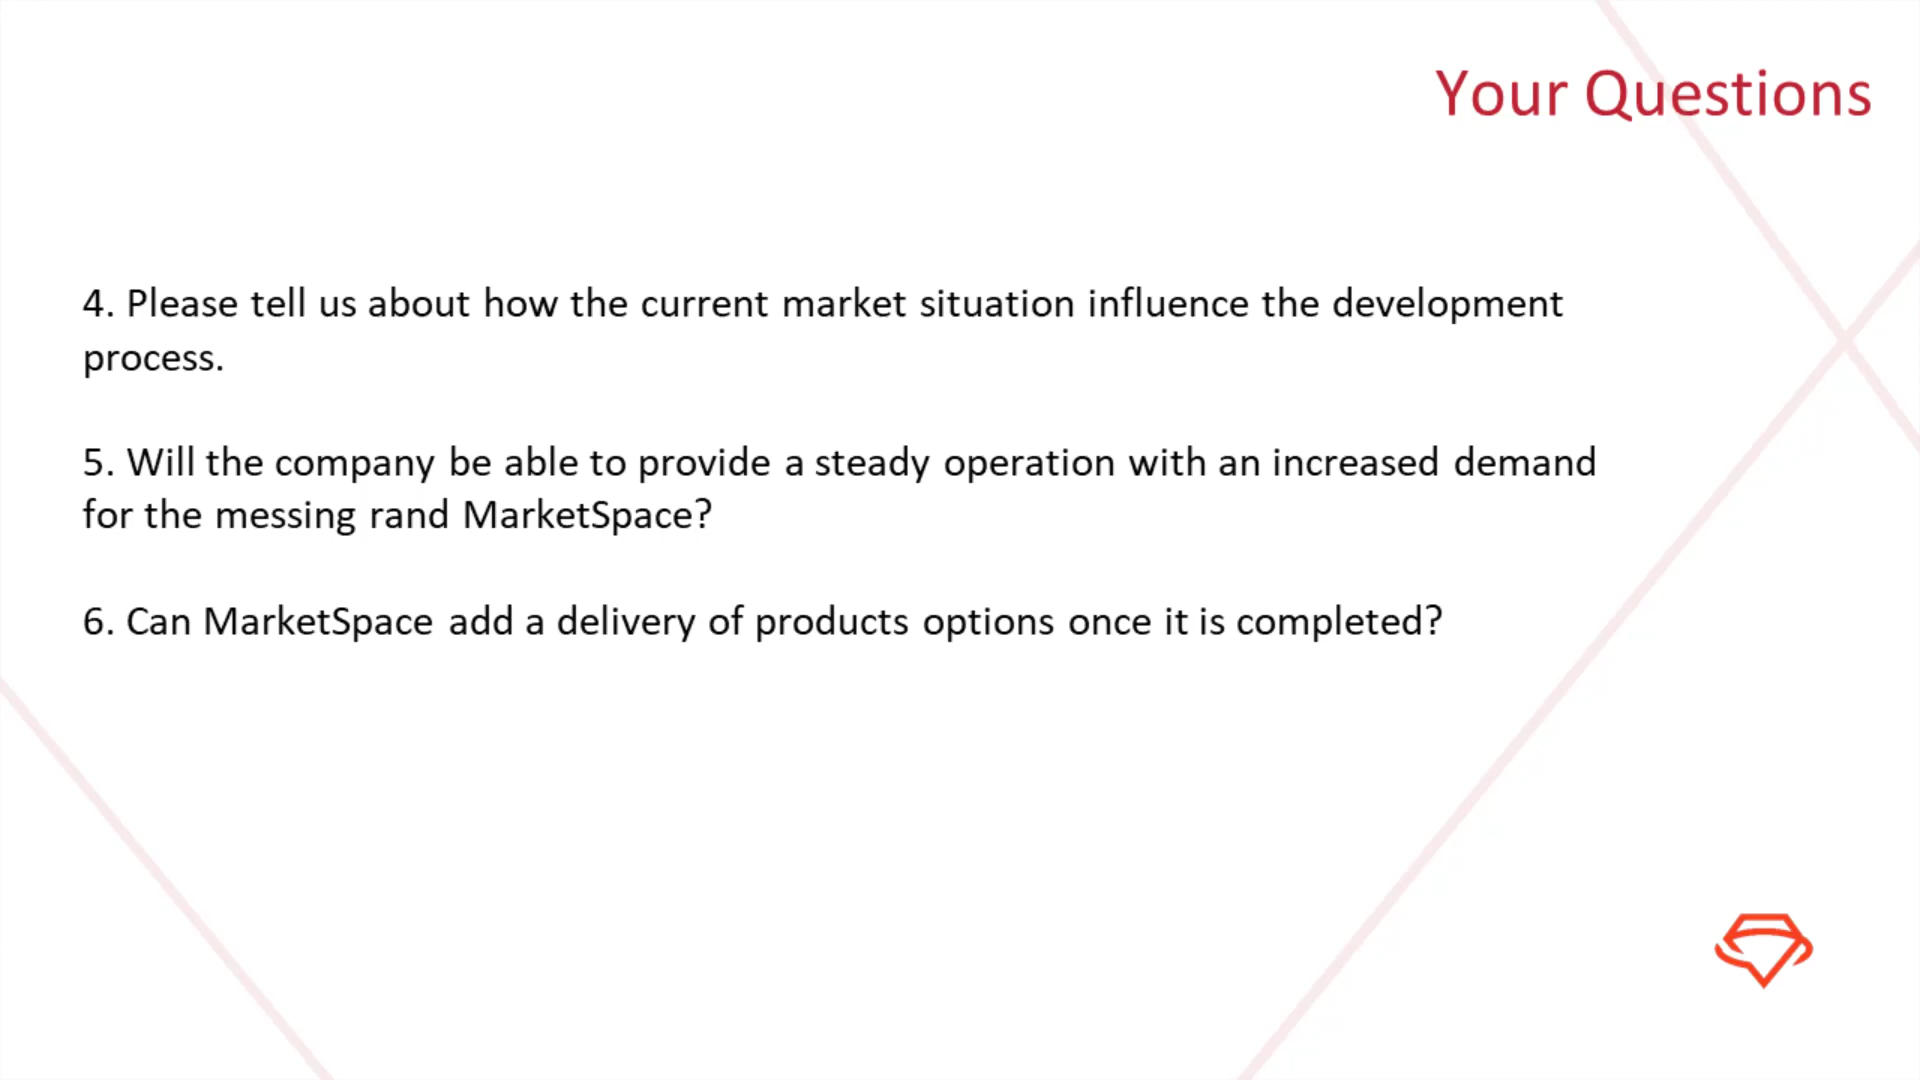 Your Questions
4. Please tell us about how the current market situation influence the development
process.
5. Will the company be able to provide a steady operation with an increased demand
for the messing rand MarketSpace?
6. Can MarketSpace add a delivery of products options once it is completed?